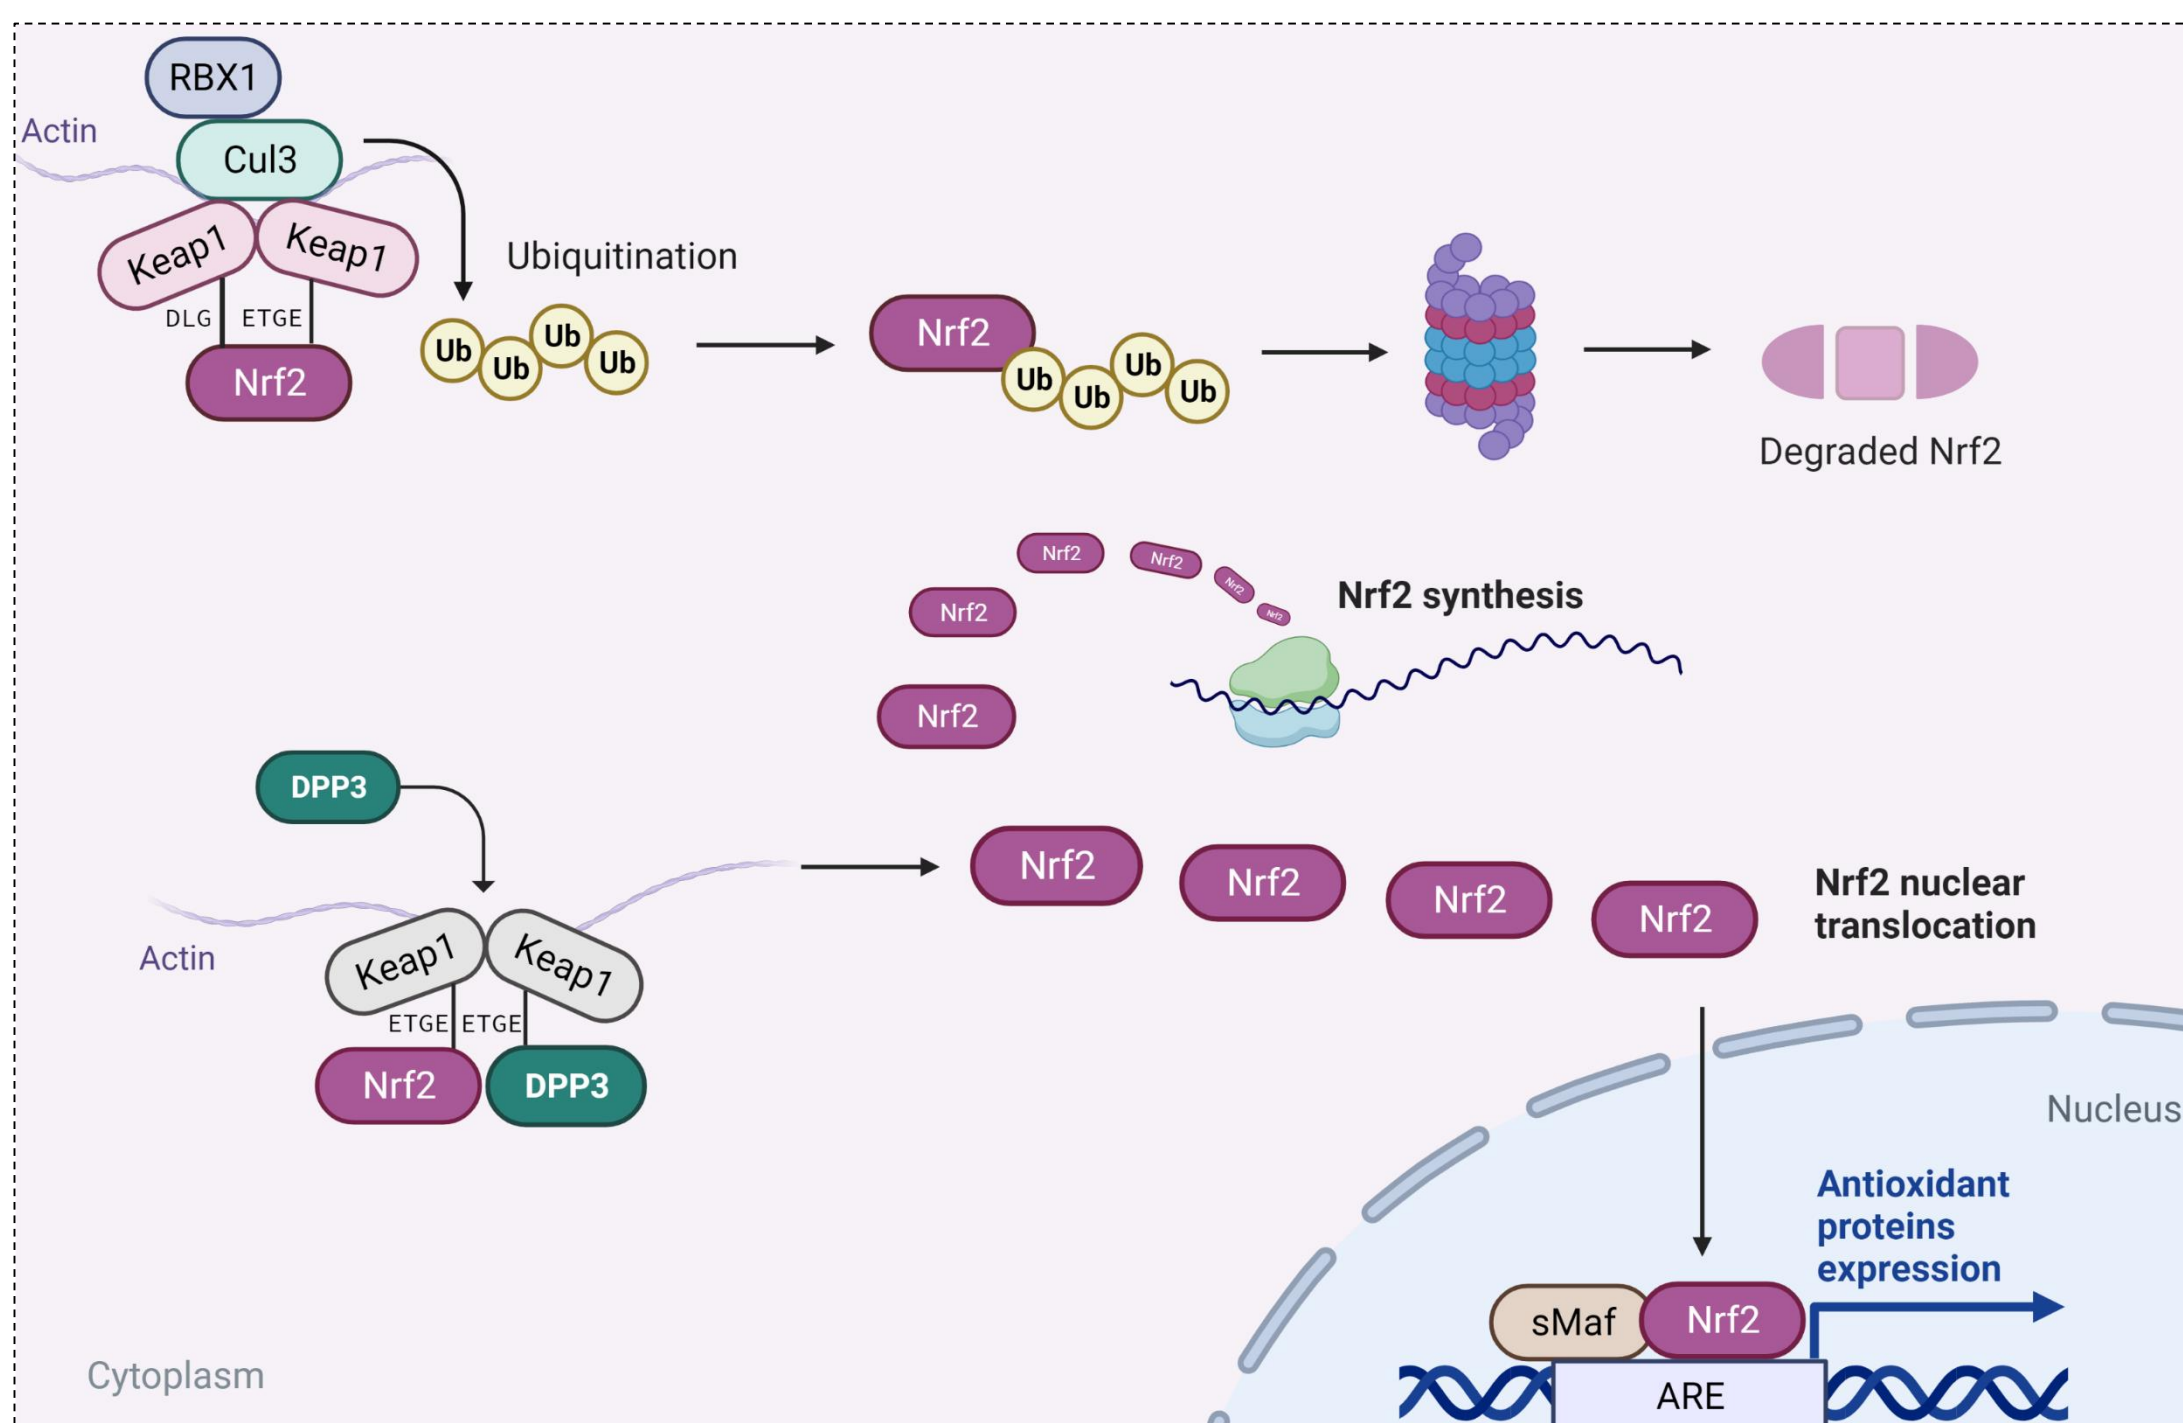 RBX1
Actin
Cul3
Keap1
Keap1
DLG
ETGE
Nrf2
Ubiquitination
Ub
Ub
Ub
Ub
Nrf2
Ub
Ub
Ub
Ub
Degraded Nrf2
Nrf2
Nrf2
Nrf2
Nrf2
Nrf2
Nrf2
Nrf2 synthesis
DPP3
Actin
Keap1
Keap1
ETGE
ETGE
Nrf2
DPP3
Nrf2
Nrf2
Nrf2
Nrf2
Nrf2 nuclear
translocation
Nucleus
Antioxidant
proteins
expression
sMaf
Nrf2
ARE
Cytoplasm